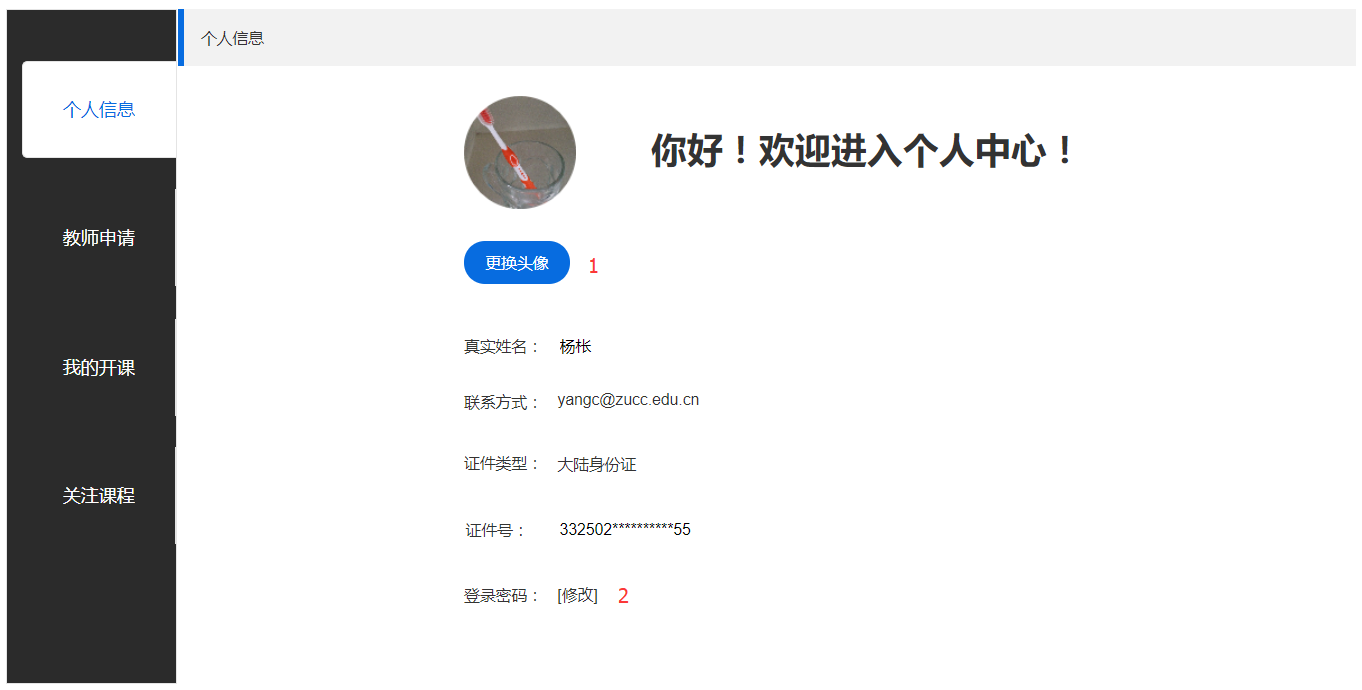 个人信息
个人信息
教师申请
我的开课
关注课程
你好！欢迎进入个人中心！
更换头像 1
真实姓名： 杨枨
联系方式： yangc@zucc.edu.cn
证件类型： 大陆身份证
证件号： 332502**********55
登录密码： [修改] 2